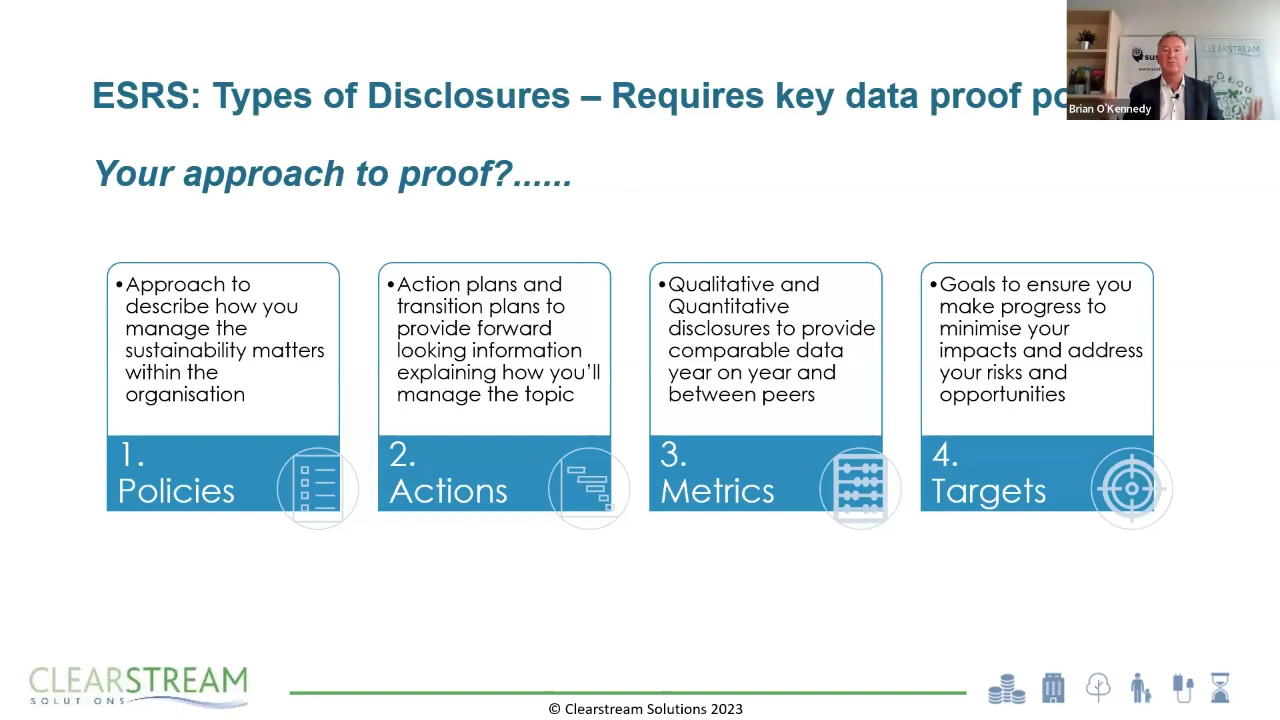 ESRS: Types of Disclosures – Requires key data proof
Brian O'Kennedy
CLEARSTREAM
Your approach to proof?......
•Approach to
describe how you
manage the
sustainability matters
within the
organisation
1.
Policies
•Action plans and
transition plans to
provide forward
looking information
explaining how you'll
manage the topic
2.
Actions
•Qualitative and
Quantitative
disclosures to provide
comparable data
year on year and
between peers
3.
Metrics
•Goals to ensure you
make progress to
minimise your
impacts and address
your risks and
opportunities
4.
Targets
CLEARSTREAM
SOLUTIONS
© Clearstream Solutions 2023